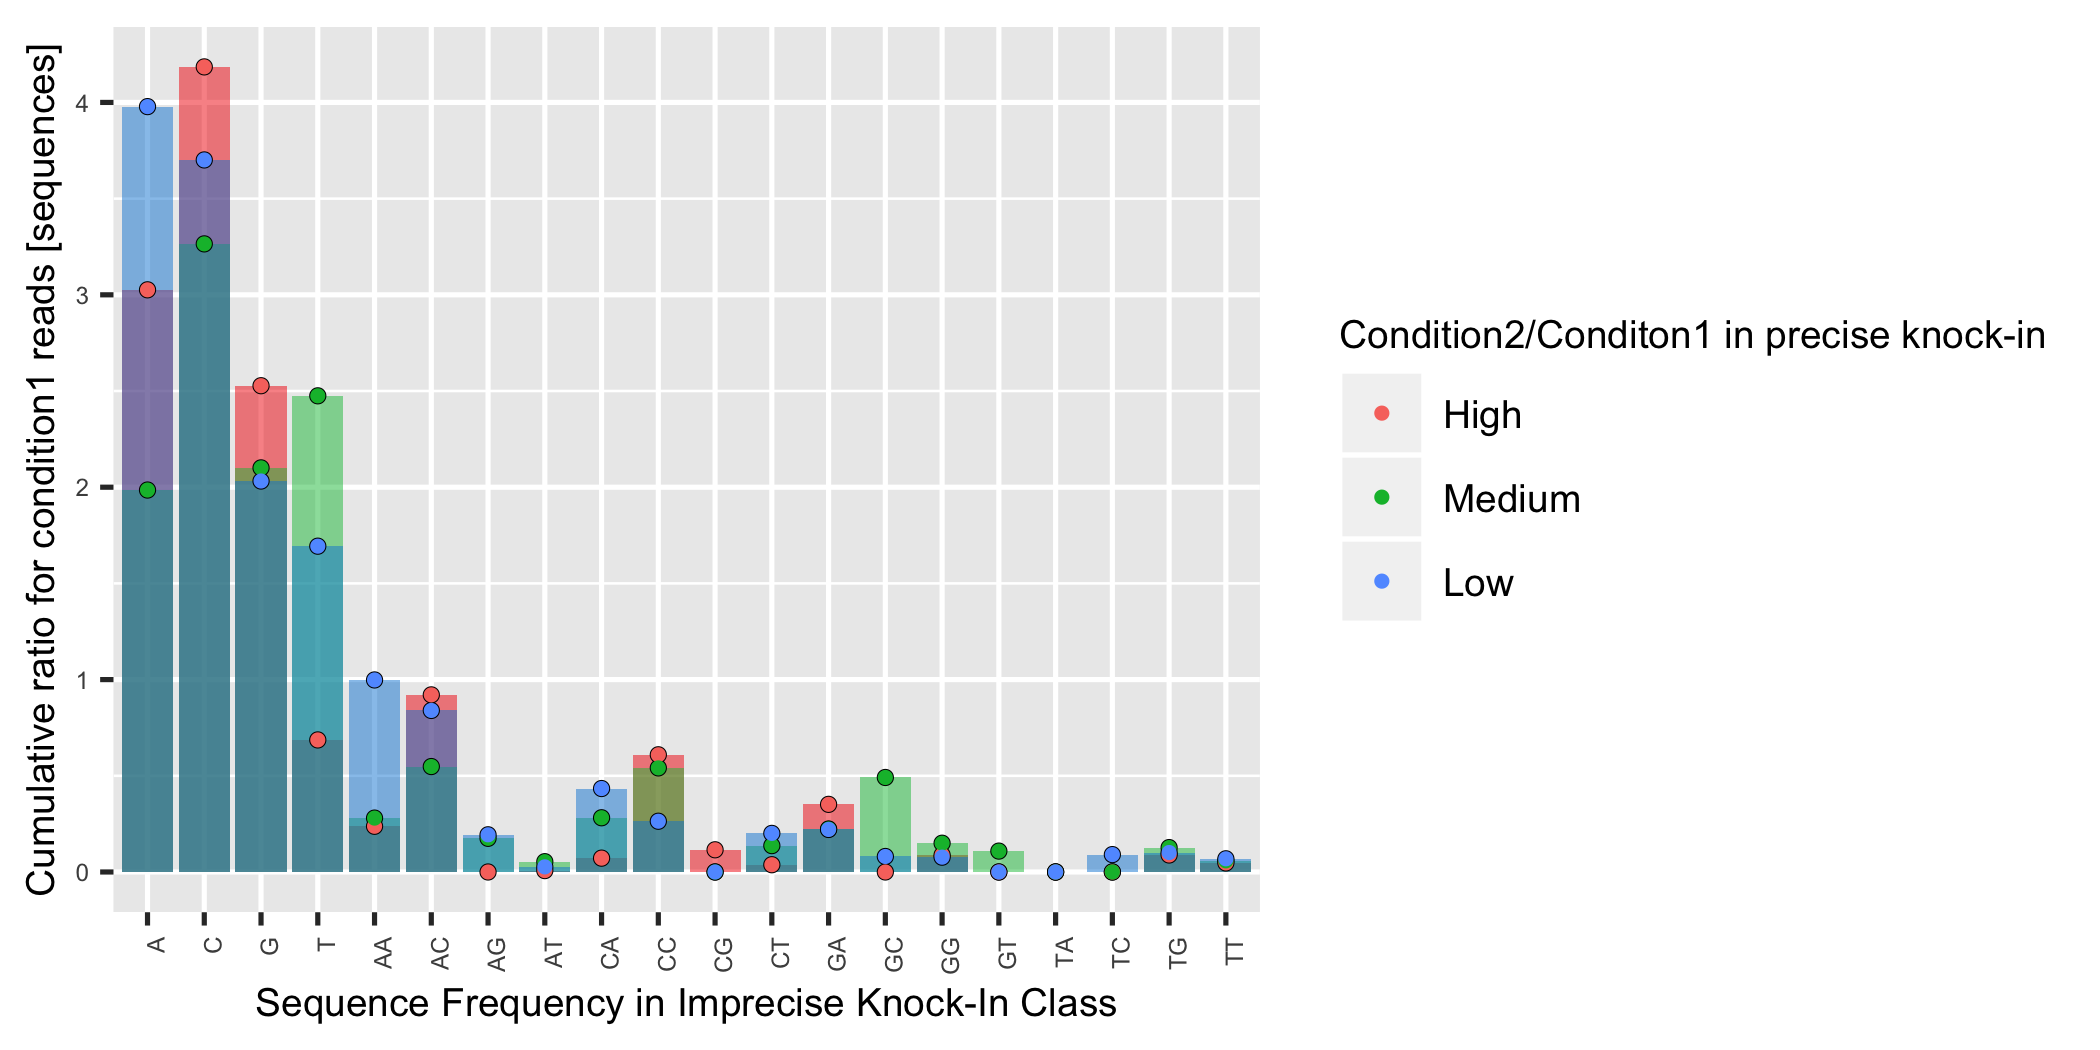 Cumulative ratio for condition1 reads [sequences]
4
3
2
1
0
A C G T AA AC AG AT CA CC CG CT GA GC GG GT TA TC TG TT
Sequence Frequency in Imprecise Knock-In Class
Condition2/Conditon1 in precise knock-in
High
Medium
Low